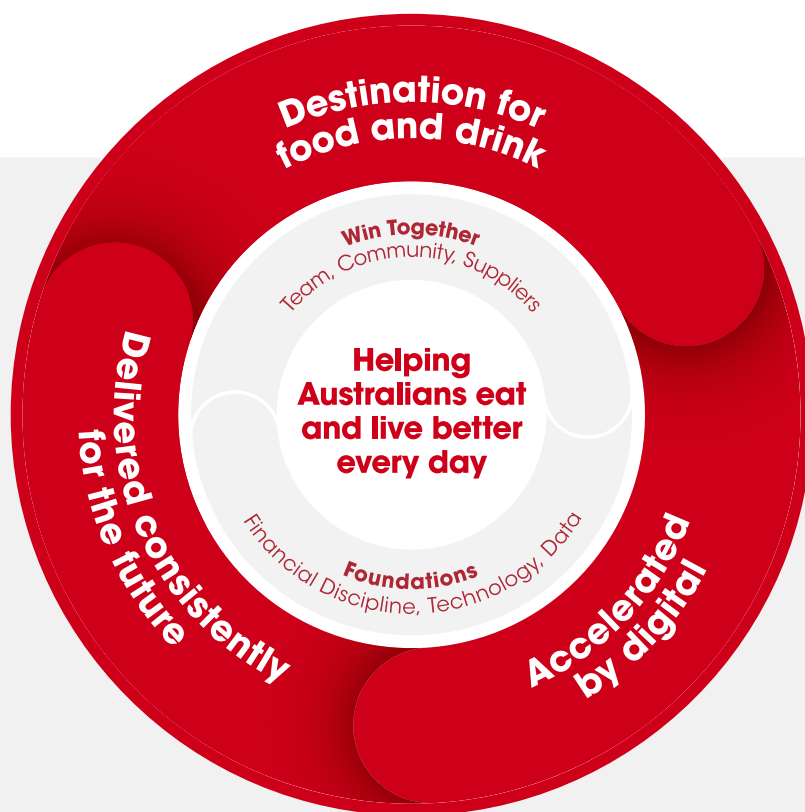 Destination for
food and drink
Win Together
Team, Community, Suppliers
Helping
Australians eat
and live better
every day
Foundations
Financial Discipline, Technology, Data
Delivered consistently
for the future
Accelerated
by digital